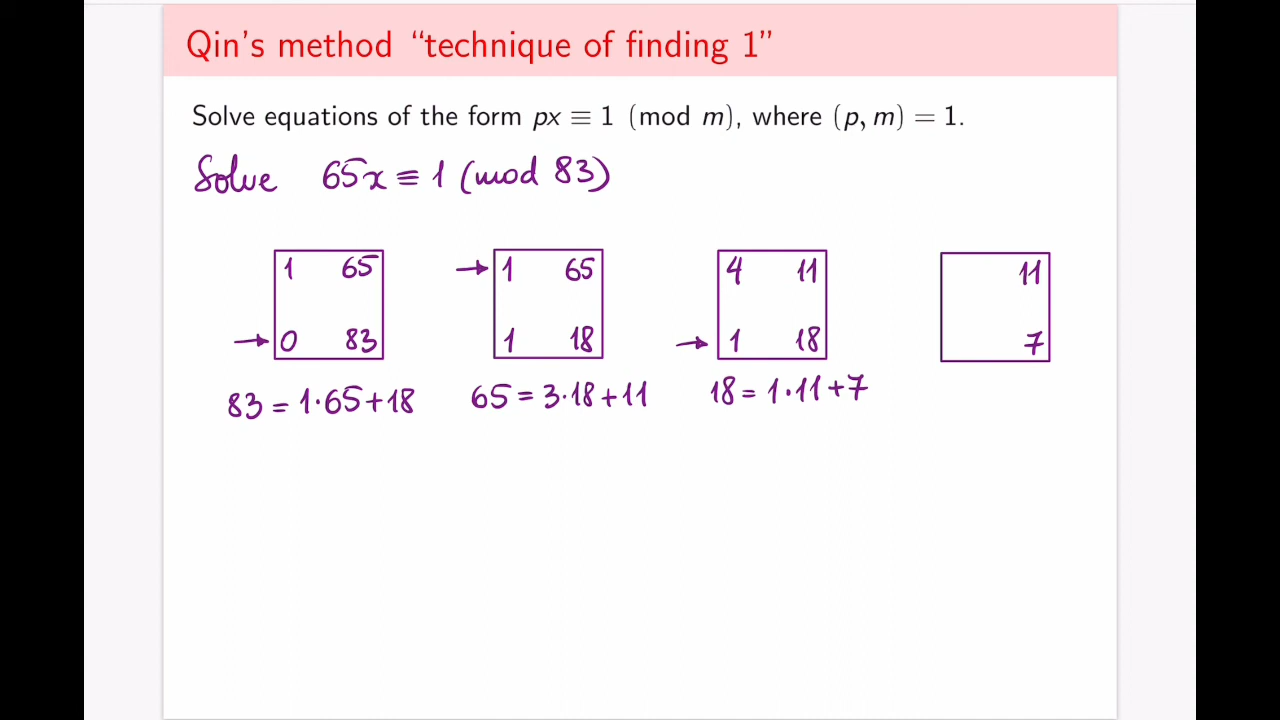 Qin's method “technique of finding 1”
Solve equations of the form px ≡ 1 (mod m), where (p, m) = 1.
Solve 65x ≡ 1 (mod 83)
1 65 → 1 65 4 11 11
→ 0 83 1 18 → 1 18 7
83 = 1·65+18 65 = 3·18+11 18 = 1·11+7